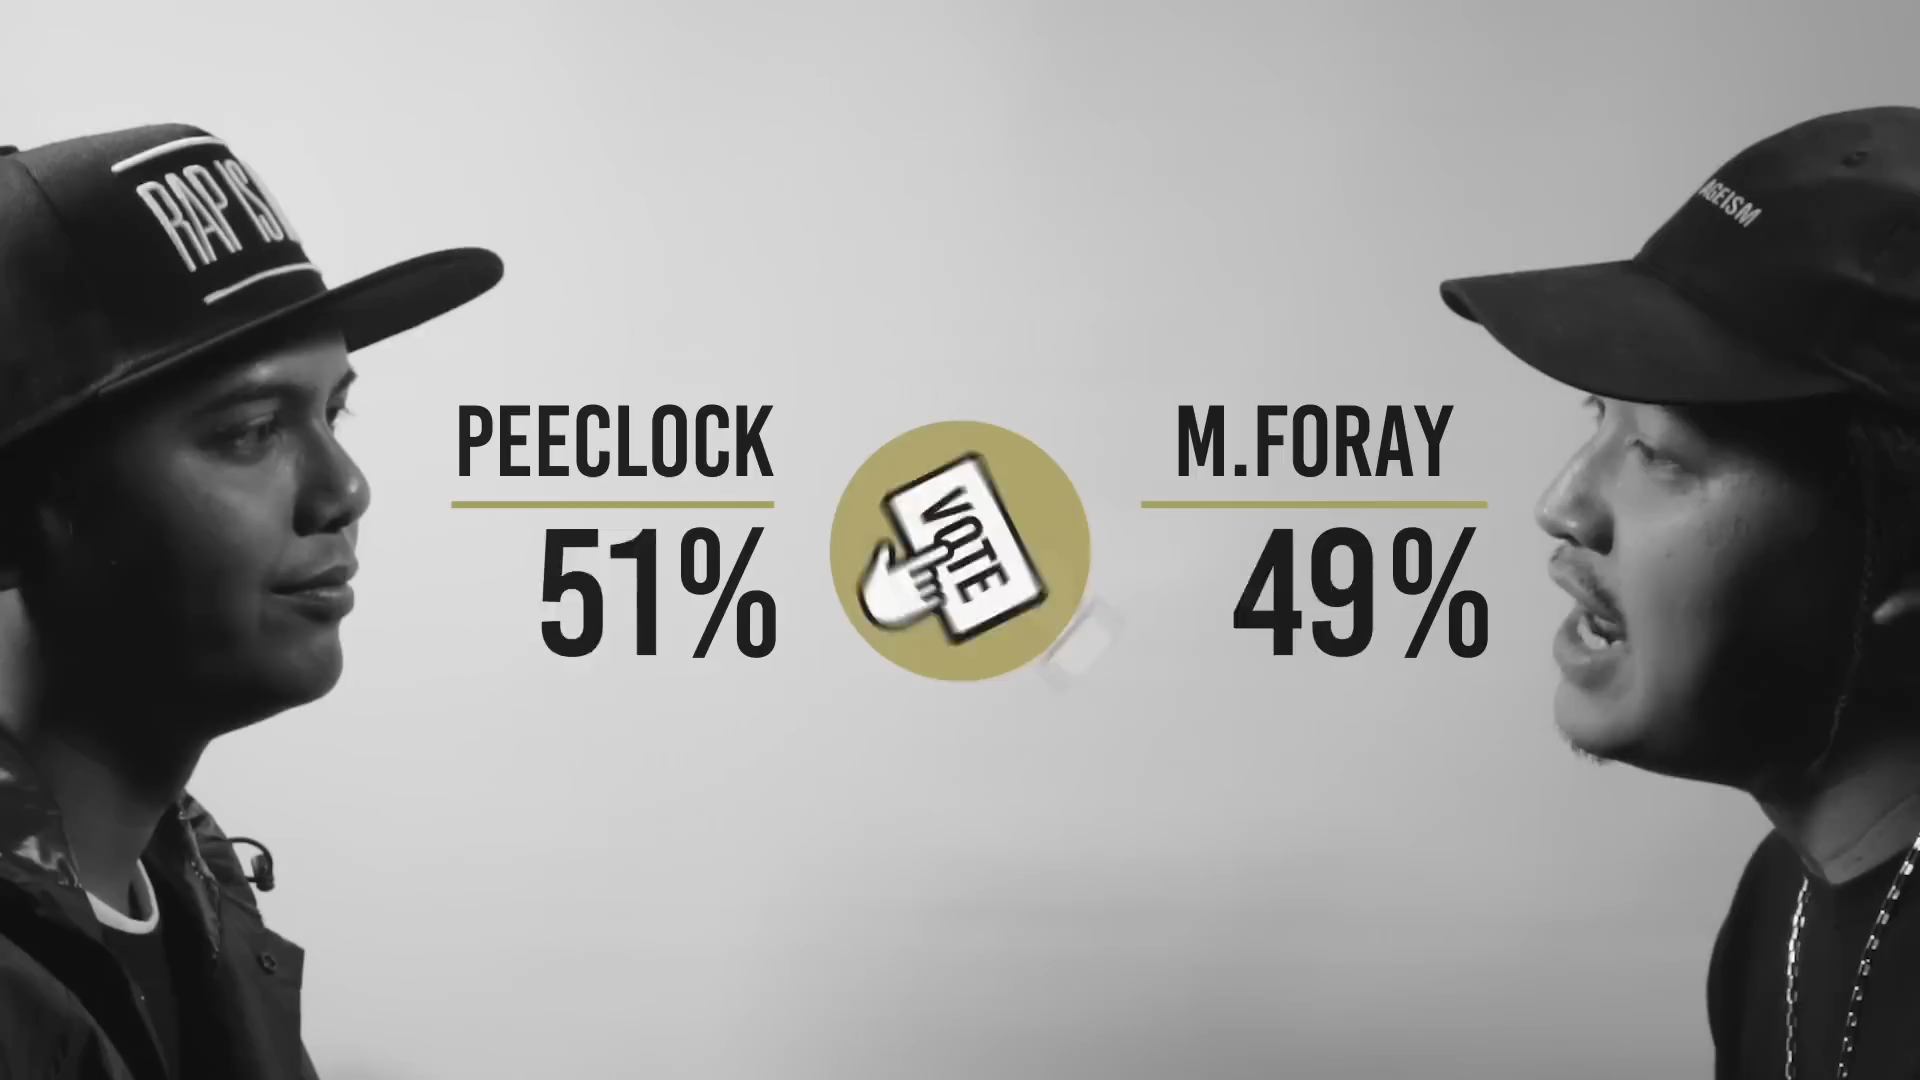 RAP IS
AGEISM
PEECLOCK
M.FORAY
51%
VOTE
49%